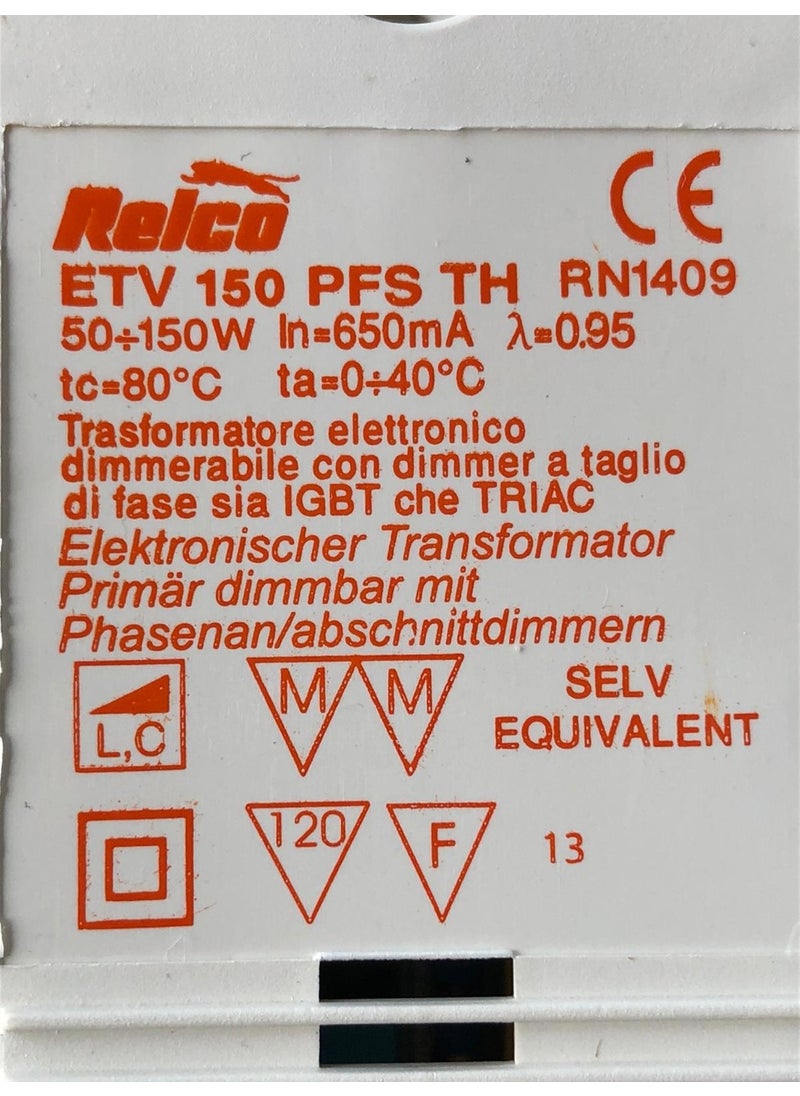 Relco
CE
ETV 150 PFS TH RN1409
50÷150W In=650mA λ=0.95
tc=80°C ta=0÷40°C
Trasformatore elettronico
dimmerabile con dimmer a taglio
di fase sia IGBT che TRIAC
Elektronischer Transformator
Primär dimmbar mit
Phasenan/abschnittdimmern
L,C
M M
SELV
EQUIVALENT
120 F 13